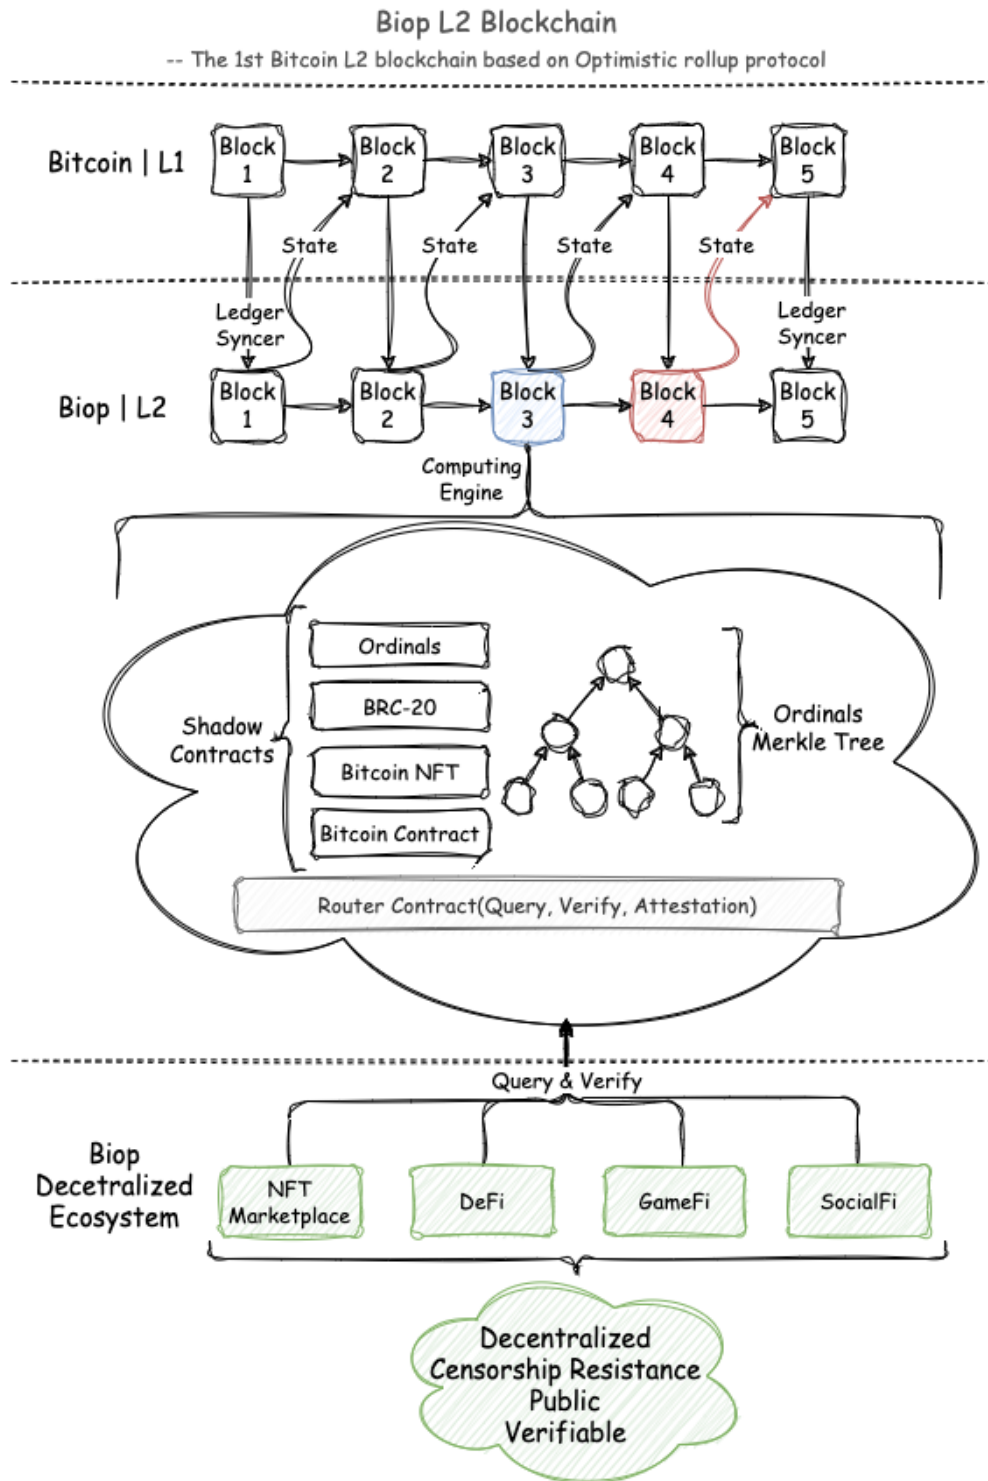 Biop L2 Blockchain
-- The 1st Bitcoin L2 blockchain based on Optimistic rollup protocol
Bitcoin | L1
Block
1
Block
2
Block
3
Block
4
Block
5
State
State
State
State
Ledger
Syncer
Ledger
Syncer
Biop | L2
Block
1
Block
2
Block
3
Block
4
Block
5
Computing
Engine
Shadow
Contracts
Ordinals
BRC-20
Bitcoin NFT
Bitcoin Contract
Ordinals
Merkle Tree
Router Contract(Query, Verify, Attestation)
Query & Verify
Biop
Decetralized
Ecosystem
NFT
Marketplace
DeFi
GameFi
SocialFi
Decentralized
Censorship Resistance
Public
Verifiable